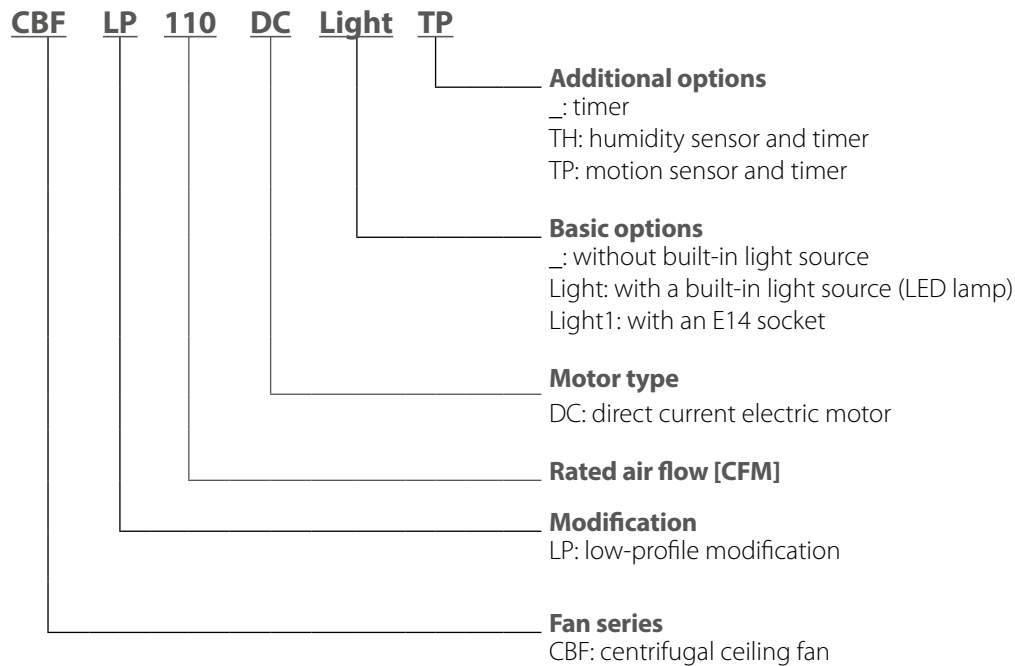 CBF LP 110 DC Light TP
Additional options
_: timer
TH: humidity sensor and timer
TP: motion sensor and timer
Basic options
_: without built-in light source
Light: with a built-in light source (LED lamp)
Light1: with an E14 socket
Motor type
DC: direct current electric motor
Rated air flow [CFM]
Modification
LP: low-profile modification
Fan series
CBF: centrifugal ceiling fan